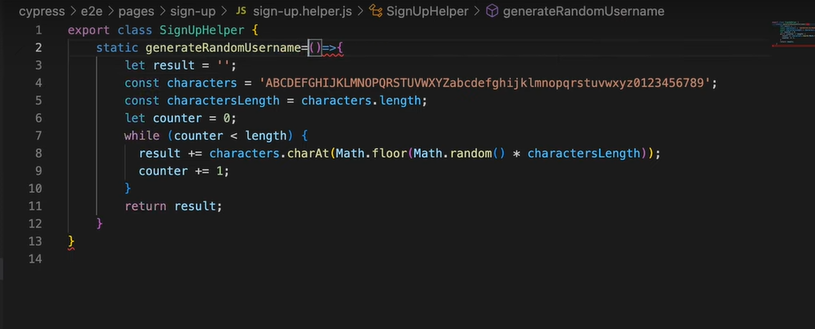 cypress > e2e > pages > sign-up > JS sign-up.helper.js > SignUpHelper > generateRandomUsername
1 export class SignUpHelper {
2 static generateRandomUsername=()=>{
3 let result = '';
4 const characters = 'ABCDEFGHIJKLMNOPQRSTUVWXYZabcdefghijklmnopqrstuvwxyz0123456789';
5 const charactersLength = characters.length;
6 let counter = 0;
7 while (counter < length) {
8 result += characters.charAt(Math.floor(Math.random() * charactersLength));
9 counter += 1;
10 }
11 return result;
12 }
13 }
14